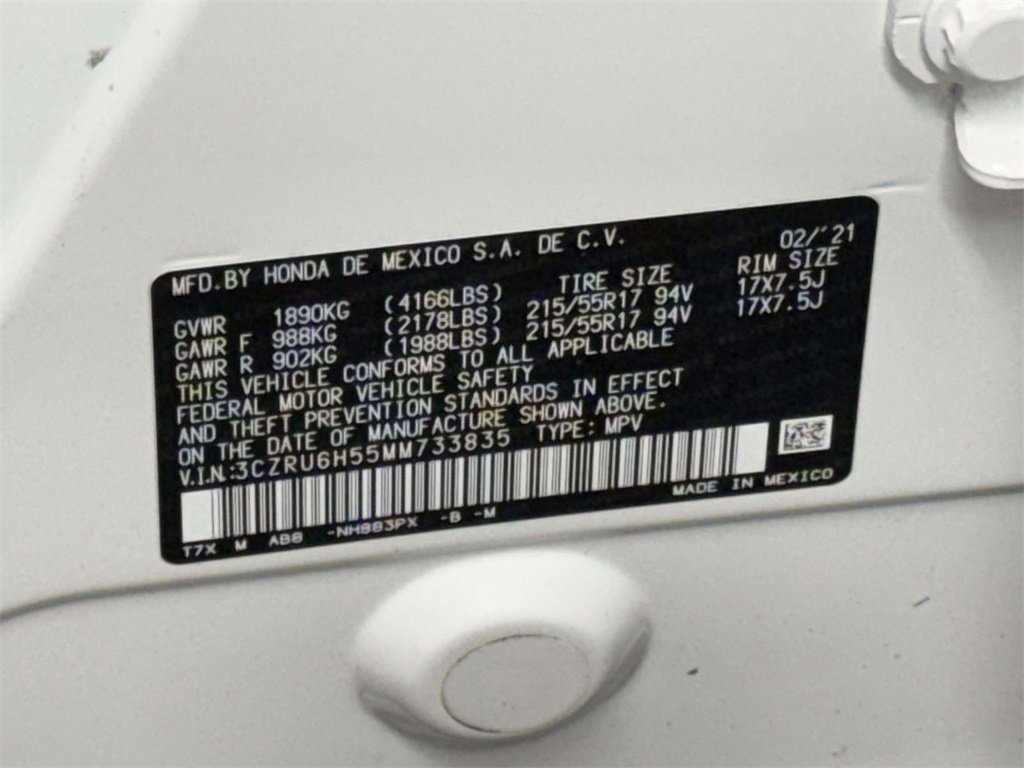 MFD.BY HONDA DE MEXICO S.A. DE C.V. 02/'21
TIRE SIZE RIM SIZE
GVWR 1890KG (4166LBS)
GAWR F 988KG (2178LBS) 215/55R17 94V 17X7.5J
GAWR R 902KG (1988LBS) 215/55R17 94V 17X7.5J
THIS VEHICLE CONFORMS TO ALL APPLICABLE
FEDERAL MOTOR VEHICLE SAFETY
AND THEFT PREVENTION STANDARDS IN EFFECT
ON THE DATE OF MANUFACTURE SHOWN ABOVE.
V.I.N.:3CZRU6H55MM733835 TYPE: MPV
T7X M AB8 -NH883PX -B -M MADE IN MEXICO